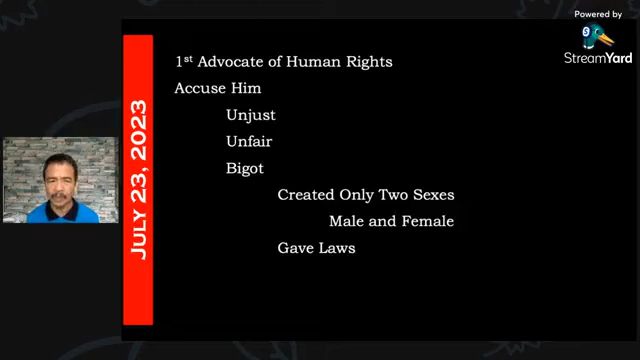 Powered by
StreamYard
1st Advocate of Human Rights
Accuse Him
Unjust
Unfair
Bigot
Created Only Two Sexes
Male and Female
Gave Laws
JULY 23, 2023